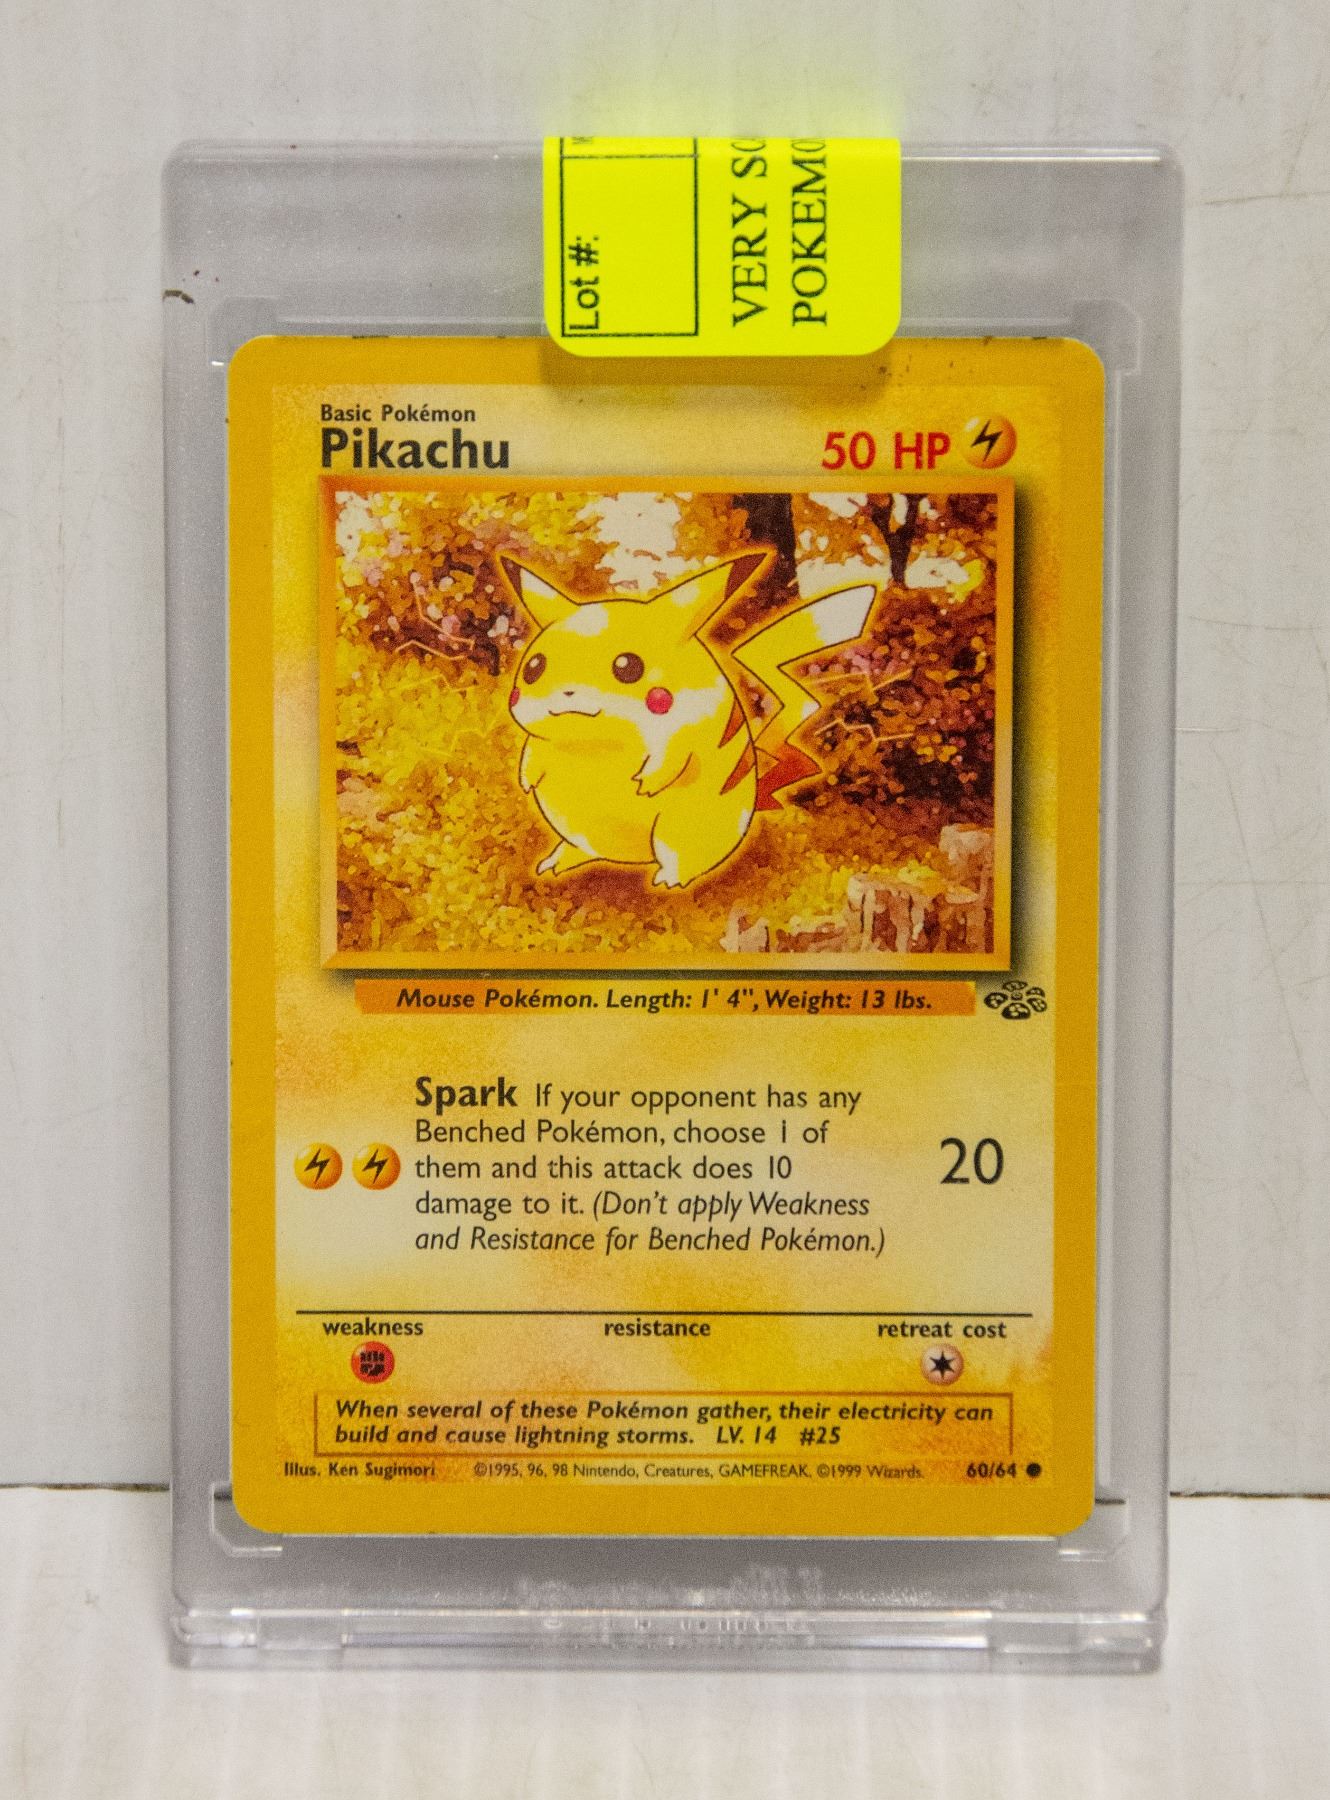 Lot #:
VERY
POKEMO
Basic Pokémon
Pikachu
50 HP
Mouse Pokémon. Length: 1' 4", Weight: 13 lbs.
Spark If your opponent has any
Benched Pokémon, choose 1 of
them and this attack does 10
damage to it. (Don't apply Weakness
and Resistance for Benched Pokémon.)
20
weakness resistance retreat cost
When several of these Pokémon gather, their electricity can
build and cause lightning storms. LV. 14 #25
Illus. Ken Sugimori ©1995, 96, 98 Nintendo, Creatures, GAMEFREAK. ©1999 Wizards. 60/64